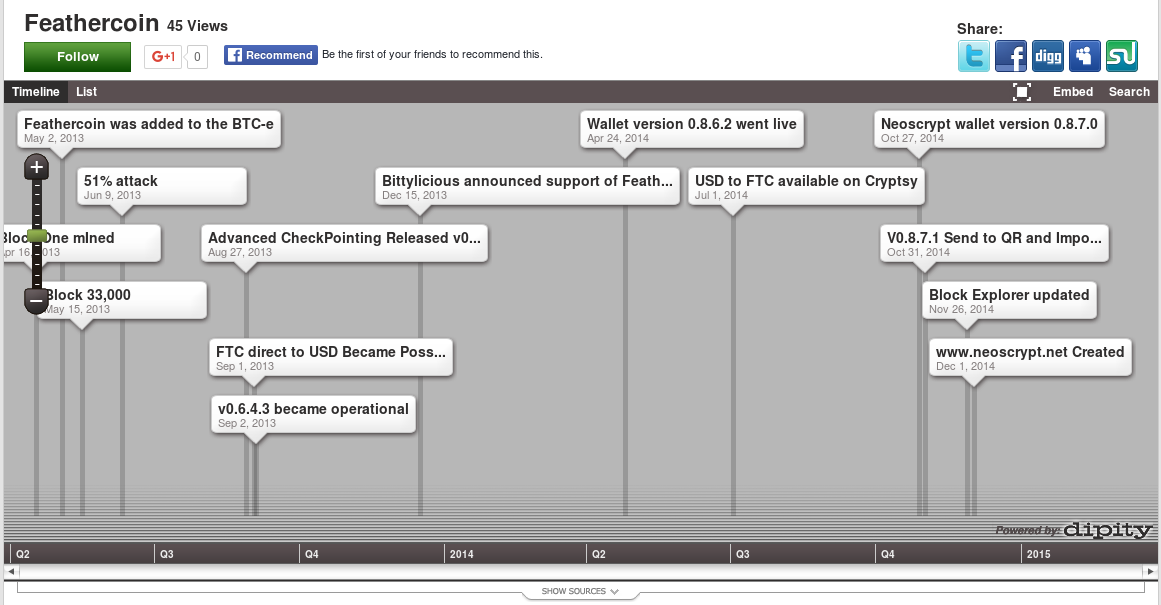 Feathercoin 45 Views
Follow
G+1 0
Recommend Be the first of your friends to recommend this.
Share:
digg
Timeline List Embed Search
Feathercoin was added to the BTC-e
May 2, 2013
Wallet version 0.8.6.2 went live
Apr 24, 2014
Neoscrypt wallet version 0.8.7.0
Oct 27, 2014
51% attack
Jun 9, 2013
Bittylicious announced support of Feath...
Dec 15, 2013
USD to FTC available on Cryptsy
Jul 1, 2014
One mIned
Advanced CheckPointing Released v0...
Aug 27, 2013
V0.8.7.1 Send to QR and Impo...
Oct 31, 2014
Block 33,000
May 15, 2013
Block Explorer updated
Nov 26, 2014
FTC direct to USD Became Poss...
Sep 1, 2013
www.neoscrypt.net Created
Dec 1, 2014
v0.6.4.3 became operational
Sep 2, 2013
Powered by: dipity
Q2 Q3 Q4 2014 Q2 Q3 Q4 2015
SHOW SOURCES